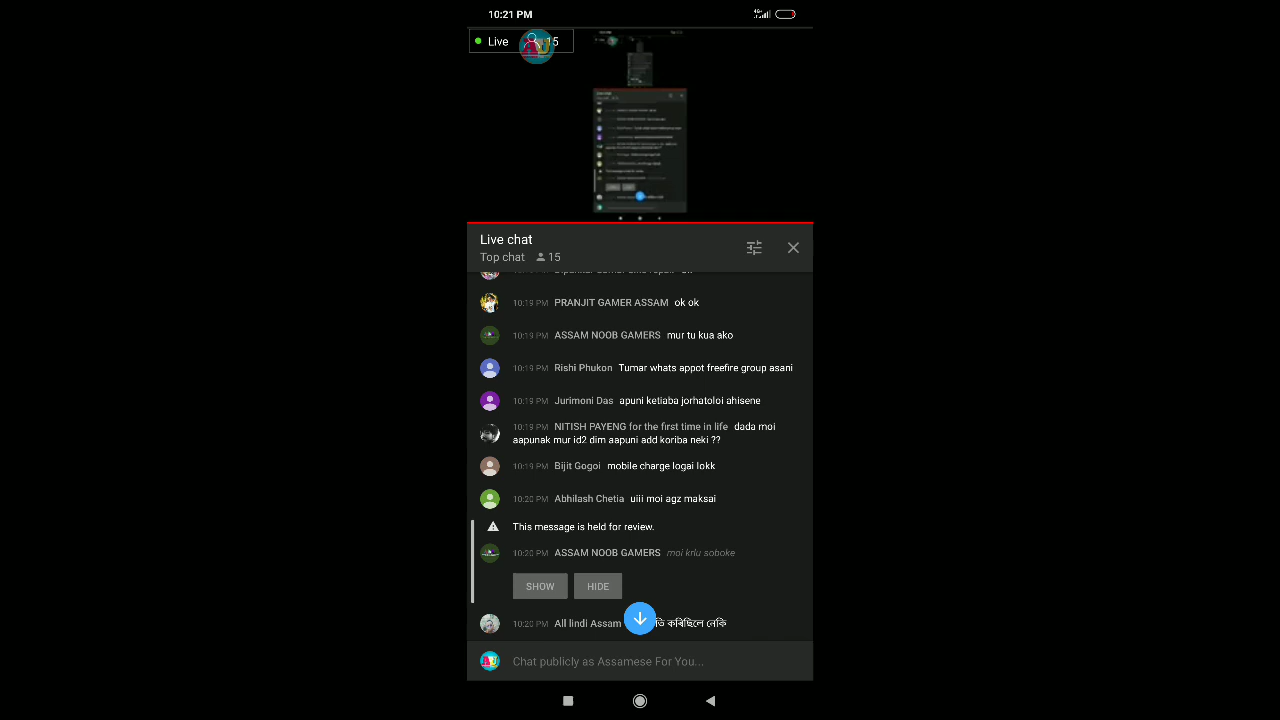 10:21 PM
4G+
Live 15
Live chat
Top chat 15
10:19 PM PRANJIT GAMER ASSAM ok ok
10:19 PM ASSAM NOOB GAMERS mur tu kua ako
10:19 PM Rishi Phukon Tumar whats appot freefire group asani
10:19 PM Jurimoni Das apuni ketiaba jorhatoloi ahisene
10:19 PM NITISH PAYENG for the first time in life dada moi
aapunak mur id2 dim aapuni add koriba neki ??
10:19 PM Bijit Gogoi mobile charge logai lokk
10:20 PM Abhilash Chetia uiii moi agz maksai
This message is held for review.
10:20 PM ASSAM NOOB GAMERS moi krlu soboke
SHOW HIDE
10:20 PM All lindi Assam কৰিছিলে নেকি
Chat publicly as Assamese For You...